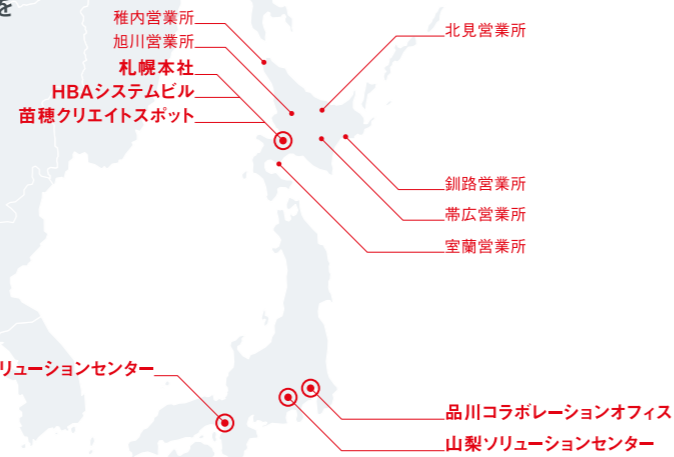 を
稚内営業所
旭川営業所
札幌本社
HBAシステムビル
苗穂クリエイトスポット
北見営業所
釧路営業所
帯広営業所
室蘭営業所
リューションセンター
品川コラボレーションオフィス
山梨ソリューションセンター